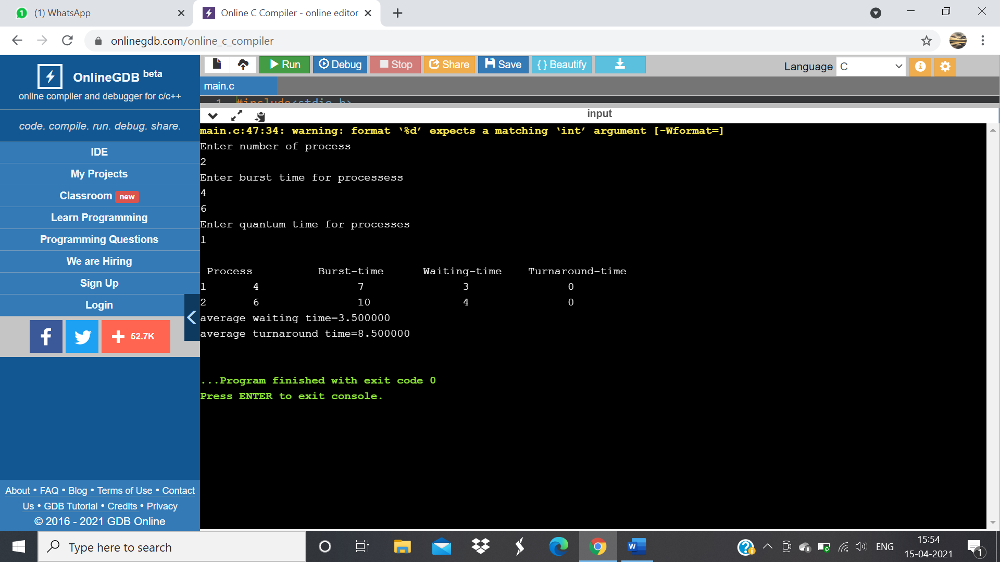 (1) WhatsApp
Online C Compiler - online editor
onlinegdb.com/online_c_compiler
OnlineGDB beta
online compiler and debugger for c/c++
code. compile. run. debug. share.
IDE
My Projects
Classroom new
Learn Programming
Programming Questions
We are Hiring
Sign Up
Login
52.7K
About • FAQ • Blog • Terms of Use • Contact
Us • GDB Tutorial • Credits • Privacy
© 2016 - 2021 GDB Online
Run Debug Stop Share Save { } Beautify
Language C
main.c
1 #include<stdio.h>
input
main.c:47:34: warning: format ‘%d’ expects a matching ‘int’ argument [-Wformat=]
Enter number of process
2
Enter burst time for processess
4
6
Enter quantum time for processes
1
Process Burst-time Waiting-time Turnaround-time
1 4 7 3 0
2 6 10 4 0
average waiting time=3.500000
average turnaround time=8.500000
...Program finished with exit code 0
Press ENTER to exit console.
Type here to search
ENG
15:54
15-04-2021
1